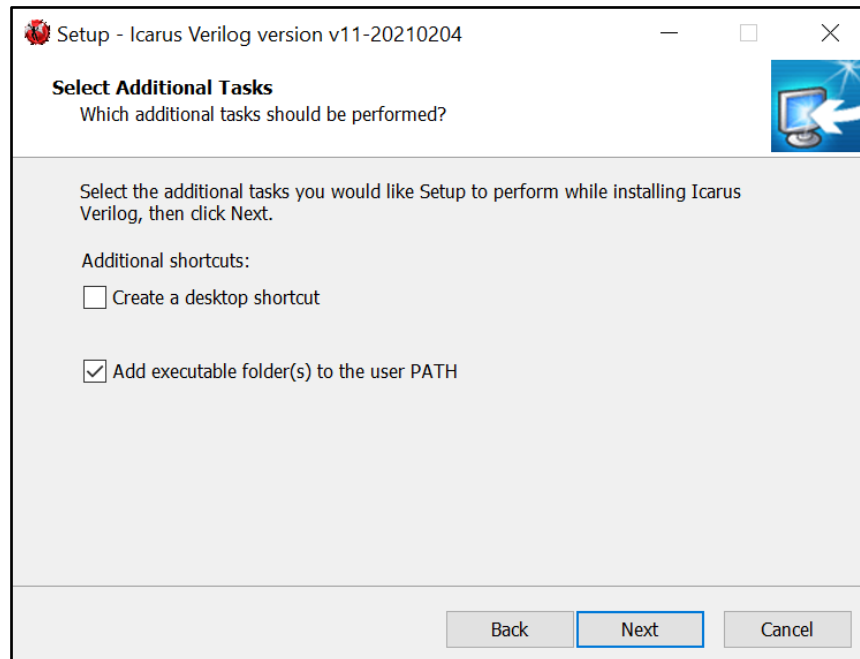 Setup - Icarus Verilog version v11-20210204
Select Additional Tasks
Which additional tasks should be performed?
Select the additional tasks you would like Setup to perform while installing Icarus
Verilog, then click Next.
Additional shortcuts:
Create a desktop shortcut
Add executable folder(s) to the user PATH
Back Next Cancel